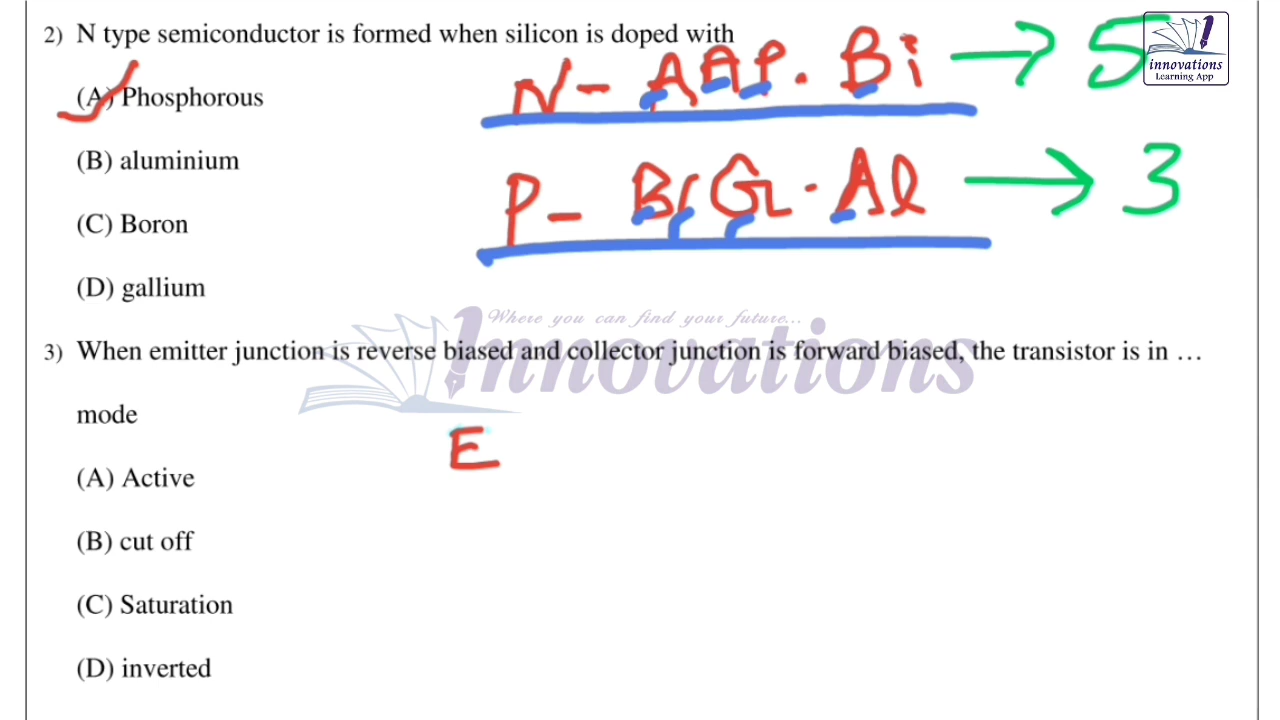 2) N type semiconductor is formed when silicon is doped with
N - AAP. Bi → 5
innovations
Learning App
(A) Phosphorous
(B) aluminium
P - BIG. Al → 3
(C) Boron
(D) gallium
Where you can find your future...
Innovations
3) When emitter junction is reverse biased and collector junction is forward biased, the transistor is in …
mode
E
(A) Active
(B) cut off
(C) Saturation
(D) inverted